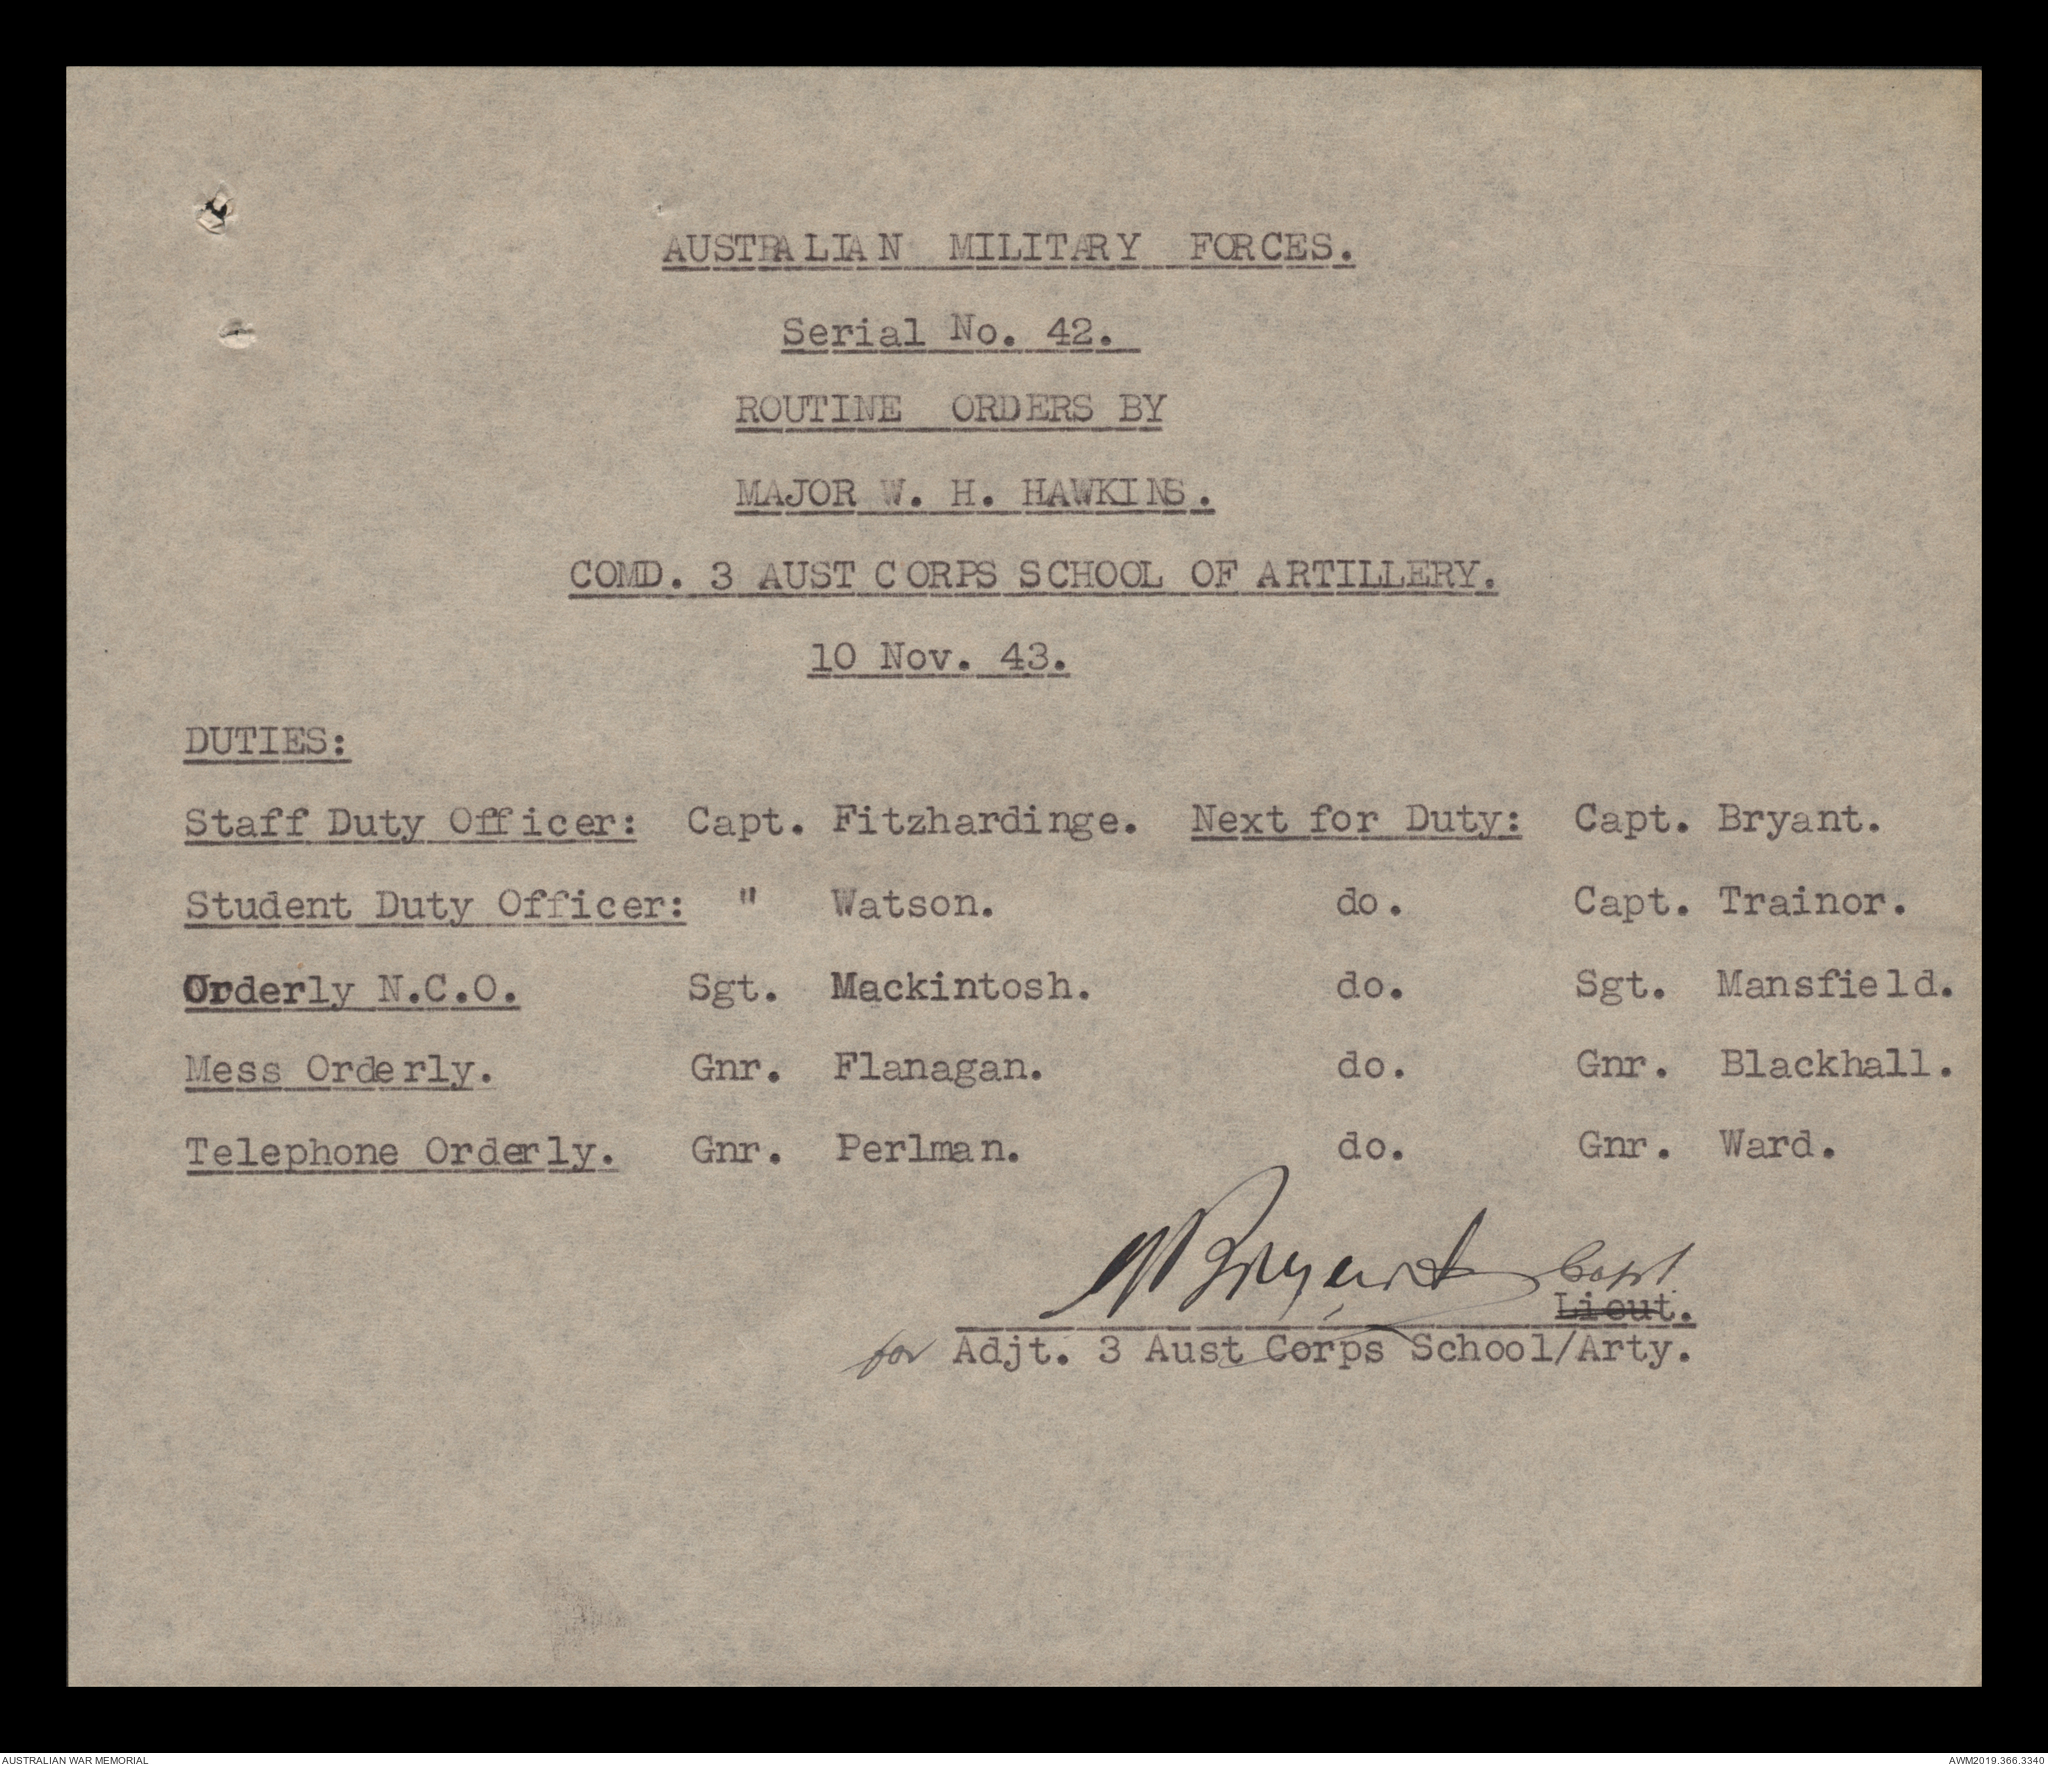 AUSTRALIAN MILITARY FORCES.
Serial No. 42.
ROUTINE ORDERS BY
MAJOR W. H. HAWKINS.
COMD. 3 AUST CORPS SCHOOL OF ARTILLERY.
10 Nov. 43.
DUTIES:
Staff Duty Officer: Capt. Fitzhardinge. Next for Duty: Capt. Bryant.
Student Duty Officer: " Watson. do. Capt. Trainor.
Orderly N.C.O. Sgt. Mackintosh. do. Sgt. Mansfield.
Mess Orderly. Gnr. Flanagan. do. Gnr. Blackhall.
Telephone Orderly. Gnr. Perlman. do. Gnr. Ward.
Bryant Capt
Lieut.
for Adjt. 3 Aust Corps School/Arty.
AUSTRALIAN WAR MEMORIAL AWM2019.366.3340